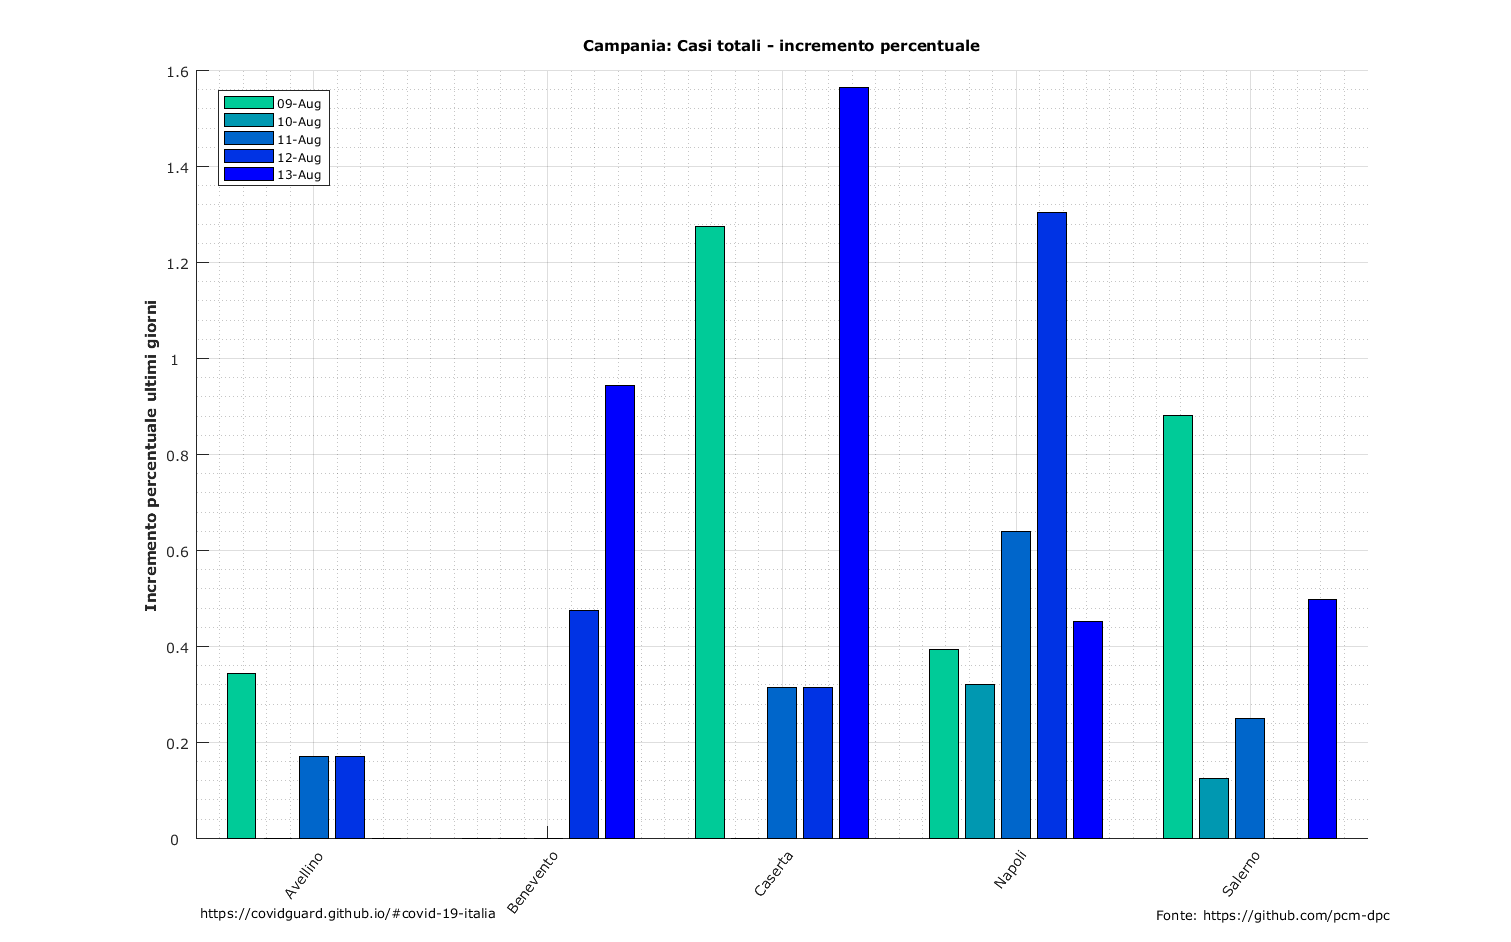 Campania: Casi totali - incremento percentuale
1.6
1.4
1.2
1
0.8
0.6
0.4
0.2
0
Incremento percentuale ultimi giorni
09-Aug
10-Aug
11-Aug
12-Aug
13-Aug
Avellino
Benevento
Caserta
Napoli
Salerno
https://covidguard.github.io/#covid-19-italia
Fonte: https://github.com/pcm-dpc